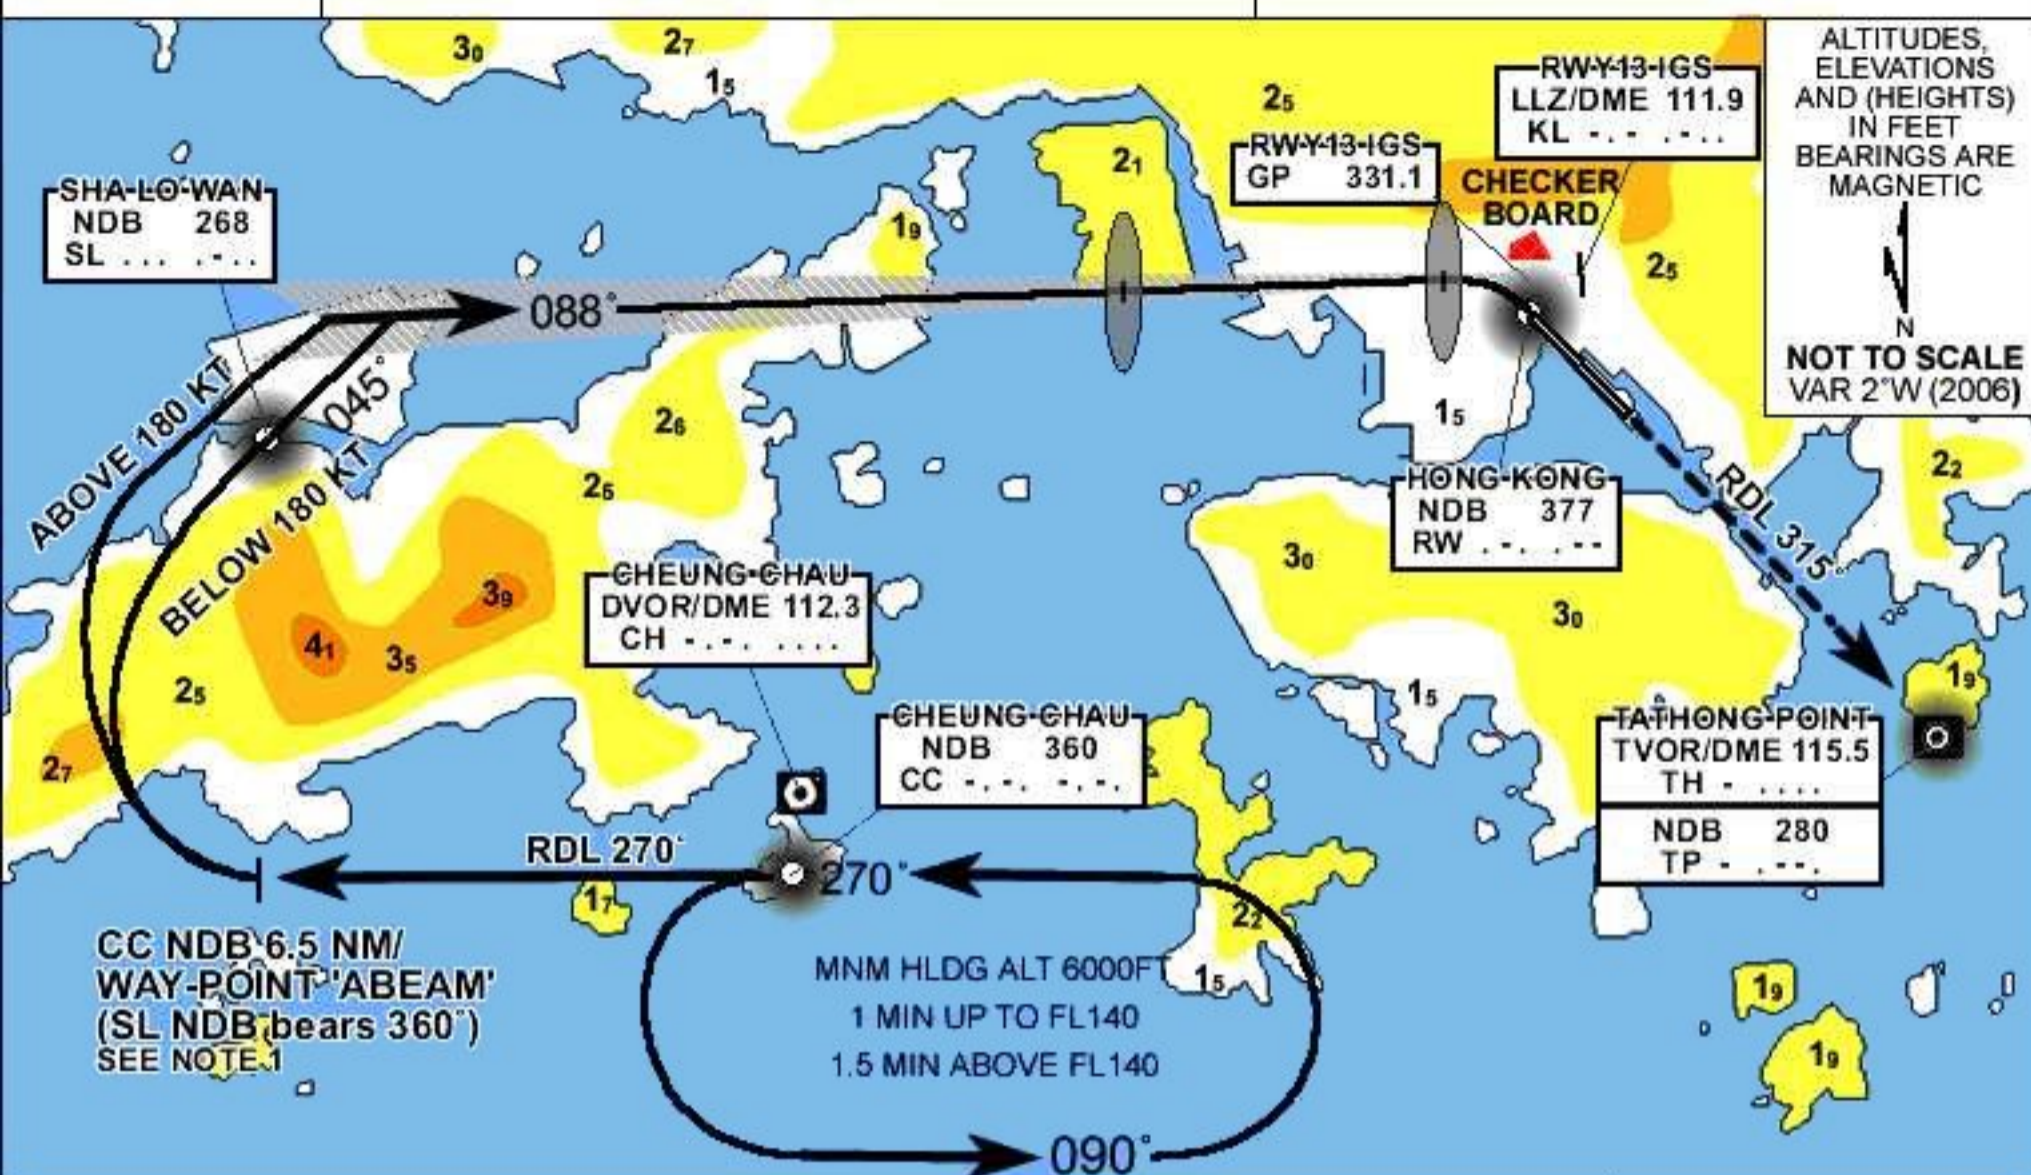 30
27
15
25
RWY13 IGS
LLZ/DME 111.9
KL -.- .-..
ALTITUDES,
ELEVATIONS
AND (HEIGHTS)
IN FEET
BEARINGS ARE
MAGNETIC
N
NOT TO SCALE
VAR 2°W (2006)
RWY13 IGS
GP 331.1
CHECKER
BOARD
21
SHA LO WAN
NDB 268
SL ... .-..
19
25
088°
ABOVE 180 KT
045°
BELOW 180 KT
26
26
15
22
HONG KONG
NDB 377
RW .-. .--
RDL 315°
30
30
39
41
35
25
27
CHEUNG CHAU
DVOR/DME 112.3
CH -.-. ....
15
19
CHEUNG CHAU
NDB 360
CC -.-. -.-.
TATHONG POINT
TVOR/DME 115.5
TH - ....
NDB 280
TP - .--.
RDL 270°
270°
17
22
15
CC NDB 6.5 NM/
WAY-POINT 'ABEAM'
(SL NDB bears 360°)
SEE NOTE 1
MNM HLDG ALT 6000FT
1 MIN UP TO FL140
1.5 MIN ABOVE FL140
19
19
090°